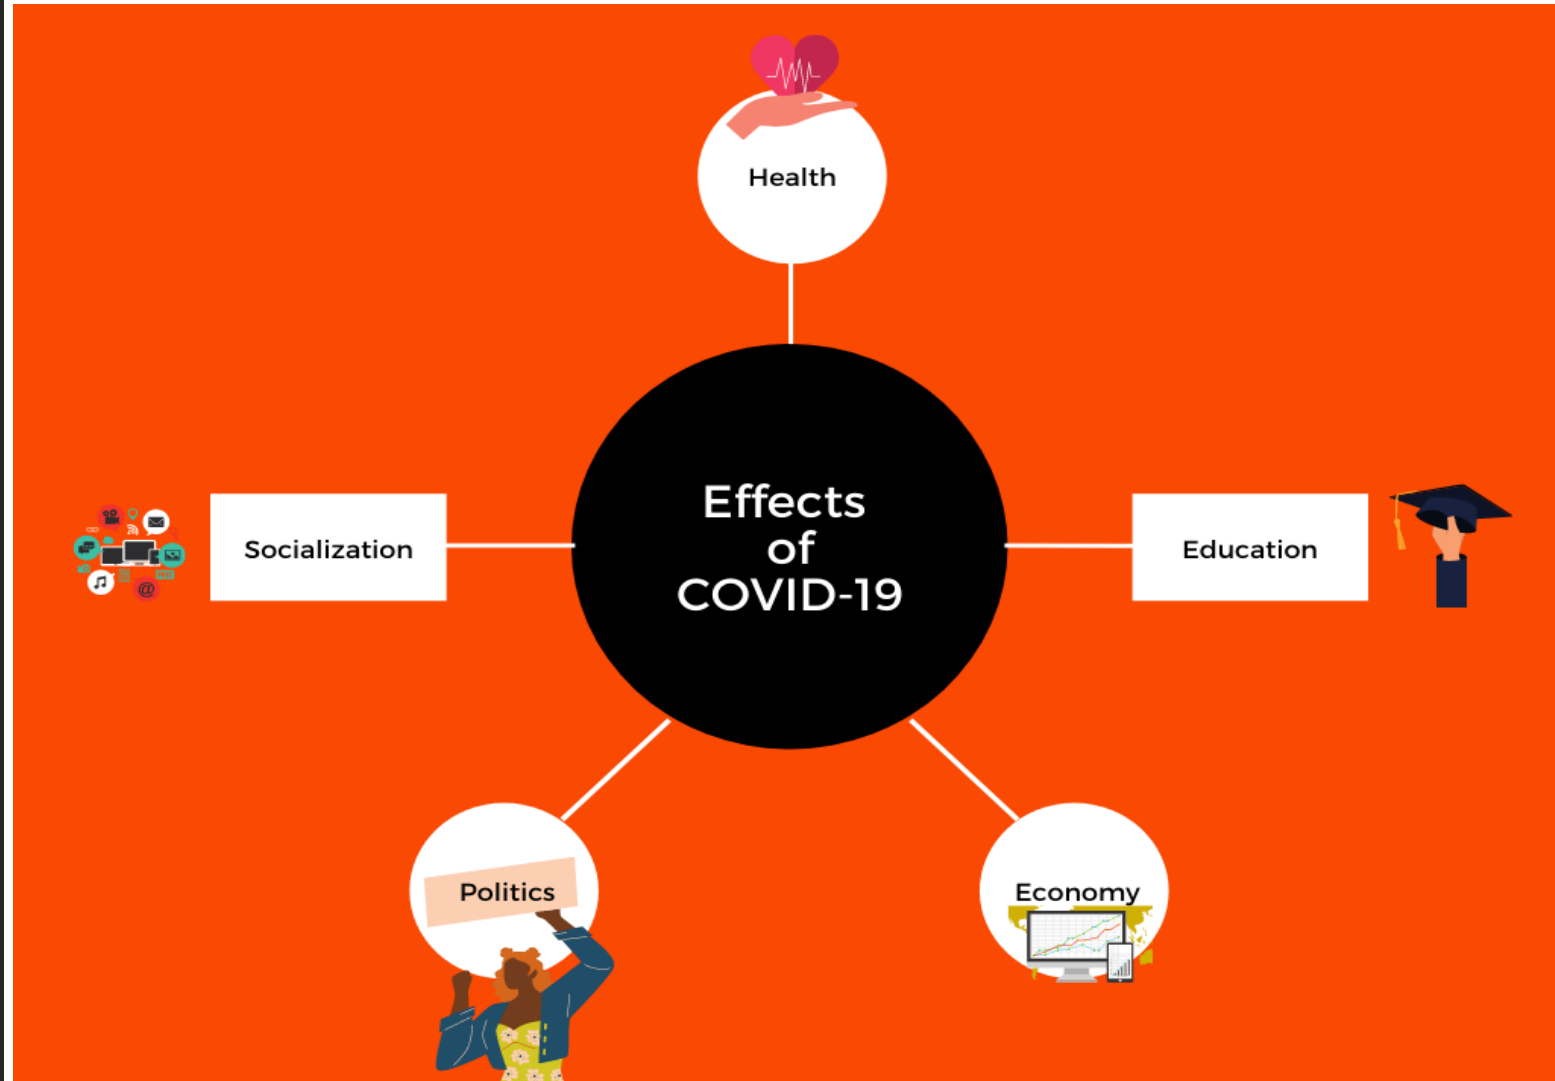 Health
Effects
of
COVID-19
Socialization
Education
Politics
Economy
@